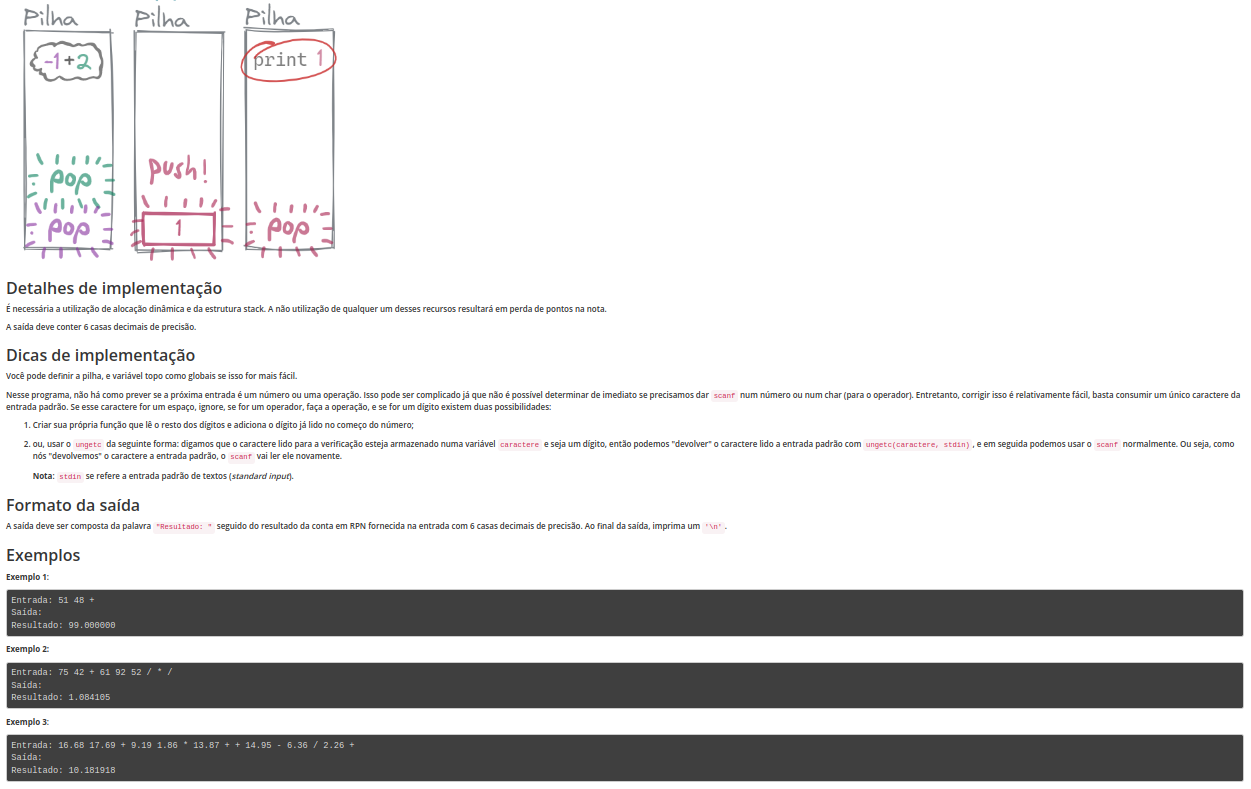 Pilha Pilha Pilha
-1+2 print 1
pop push!
pop 1 pop
Detalhes de implementação
É necessária a utilização de alocação dinâmica e da estrutura stack. A não utilização de qualquer um desses recursos resultará em perda de pontos na nota.
A saída deve conter 6 casas decimais de precisão.
Dicas de implementação
Você pode definir a pilha, e variável topo como globais se isso for mais fácil.
Nesse programa, não há como prever se a próxima entrada é um número ou uma operação. Isso pode ser complicado já que não é possível determinar de imediato se precisamos dar scanf num número ou num char (para o operador). Entretanto, corrigir isso é relativamente fácil, basta consumir um único caractere da
entrada padrão. Se esse caractere for um espaço, ignore, se for um operador, faça a operação, e se for um dígito existem duas possibilidades:
1. Criar sua própria função que lê o resto dos dígitos e adiciona o dígito já lido no começo do número;
2. ou, usar o ungetc da seguinte forma: digamos que o caractere lido para a verificação esteja armazenado numa variável caractere e seja um dígito, então podemos "devolver" o caractere lido a entrada padrão com ungetc(caractere, stdin), e em seguida podemos usar o scanf normalmente. Ou seja, como
nós "devolvemos" o caractere a entrada padrão, o scanf vai ler ele novamente.
Nota: stdin se refere a entrada padrão de textos (standard input).
Formato da saída
A saída deve ser composta da palavra "Resultado: " seguido do resultado da conta em RPN fornecida na entrada com 6 casas decimais de precisão. Ao final da saída, imprima um '\n'.
Exemplos
Exemplo 1:
Entrada: 51 48 +
Saída:
Resultado: 99.000000
Exemplo 2:
Entrada: 75 42 + 61 92 52 / * /
Saída:
Resultado: 1.084105
Exemplo 3:
Entrada: 16.68 17.69 + 9.19 1.86 * 13.87 + + 14.95 - 6.36 / 2.26 +
Saída:
Resultado: 10.181918